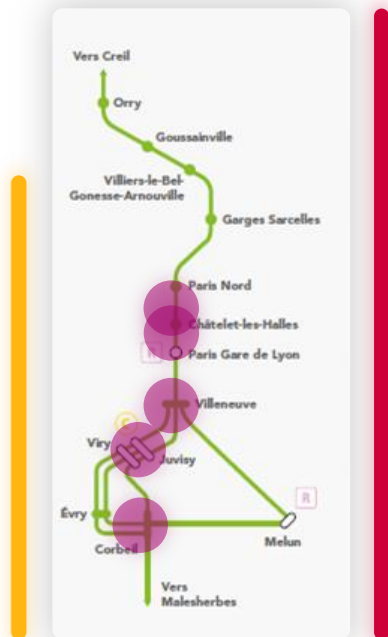 Vers Creil
Orry
Goussainville
Villiers-le-Bel-
Gonesse-Arnouville
Garges Sarcelles
Paris Nord
Châtelet-les-Halles
R
Paris Gare de Lyon
Villeneuve
C
Viry
Juvisy
R
Évry
Corbeil
Melun
Vers
Malesherbes